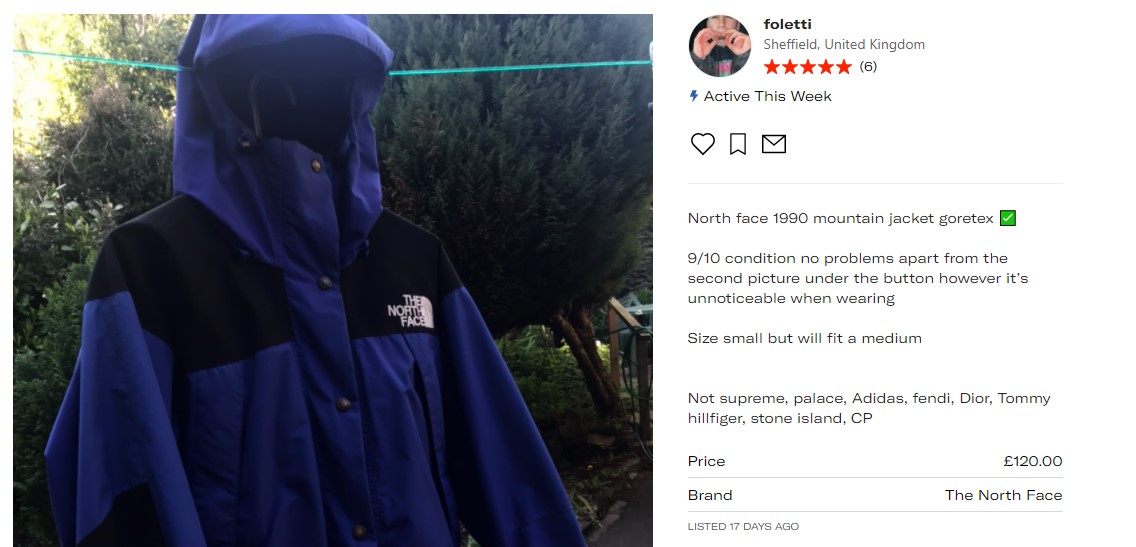 THE
NORTH
FACE
foletti
Sheffield, United Kingdom
(6)
Active This Week
North face 1990 mountain jacket goretex ✅
9/10 condition no problems apart from the
second picture under the button however it's
unnoticeable when wearing
Size small but will fit a medium
Not supreme, palace, Adidas, fendi, Dior, Tommy
hillfiger, stone island, CP
Price £120.00
Brand The North Face
LISTED 17 DAYS AGO